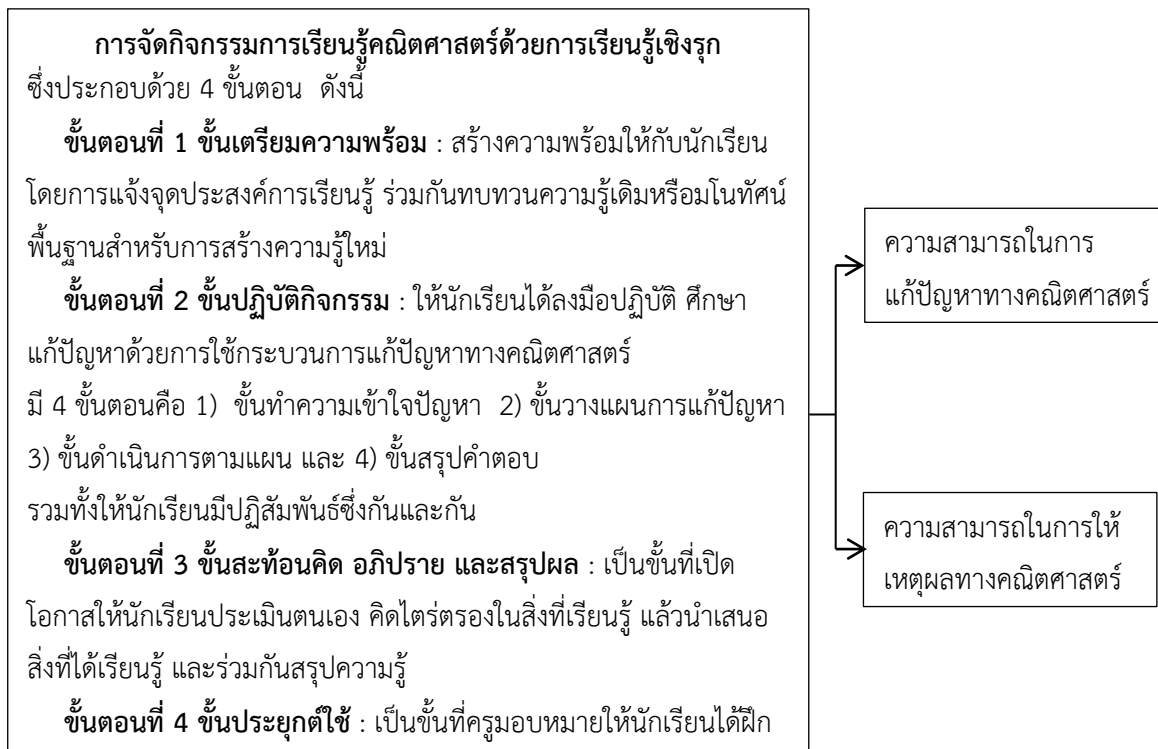 การจัดกิจกรรมการเรียนรู้คณิตศาสตร์ด้วยการเรียนรู้เชิงรุก
ซึ่งประกอบด้วย 4 ขั้นตอน ดังนี้
ขั้นตอนที่ 1 ขั้นเตรียมความพร้อม : สร้างความพร้อมให้กับนักเรียน
โดยการแจ้งจุดประสงค์การเรียนรู้ ร่วมกันทบทวนความรู้เดิมหรือมโนทัศน์
พื้นฐานสำหรับการสร้างความรู้ใหม่
ขั้นตอนที่ 2 ขั้นปฏิบัติกิจกรรม : ให้นักเรียนได้ลงมือปฏิบัติ ศึกษา
แก้ปัญหาด้วยการใช้กระบวนการแก้ปัญหาทางคณิตศาสตร์
มี 4 ขั้นตอนคือ 1) ขั้นทำความเข้าใจปัญหา 2) ขั้นวางแผนการแก้ปัญหา
3) ขั้นดำเนินการตามแผน และ 4) ขั้นสรุปคำตอบ
รวมทั้งให้นักเรียนมีปฏิสัมพันธ์ซึ่งกันและกัน
ขั้นตอนที่ 3 ขั้นสะท้อนคิด อภิปราย และสรุปผล : เป็นขั้นที่เปิด
โอกาสให้นักเรียนประเมินตนเอง คิดไตร่ตรองในสิ่งที่เรียนรู้ แล้วนำเสนอ
สิ่งที่ได้เรียนรู้ และร่วมกันสรุปความรู้
ขั้นตอนที่ 4 ขั้นประยุกต์ใช้ : เป็นขั้นที่ครูมอบหมายให้นักเรียนได้ฝึก
ความสามารถในการ
แก้ปัญหาทางคณิตศาสตร์
ความสามารถในการให้
เหตุผลทางคณิตศาสตร์